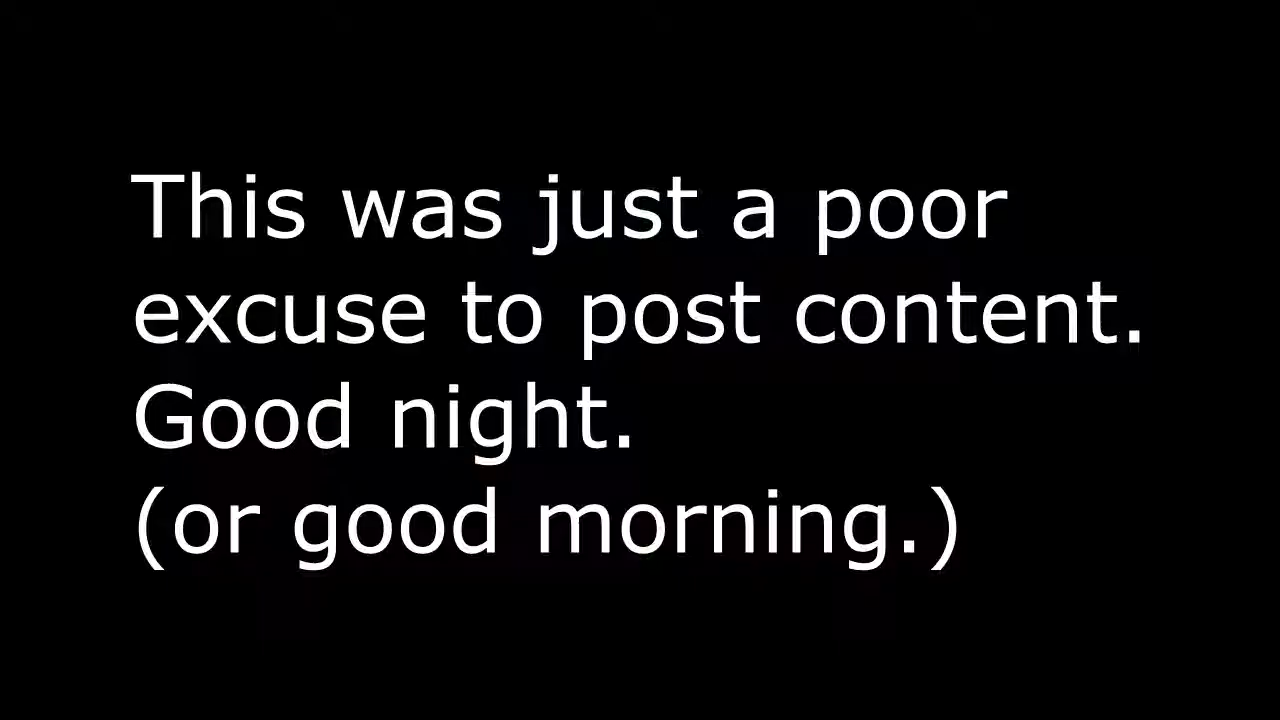 This was just a poor
excuse to post content.
Good night.
(or good morning.)